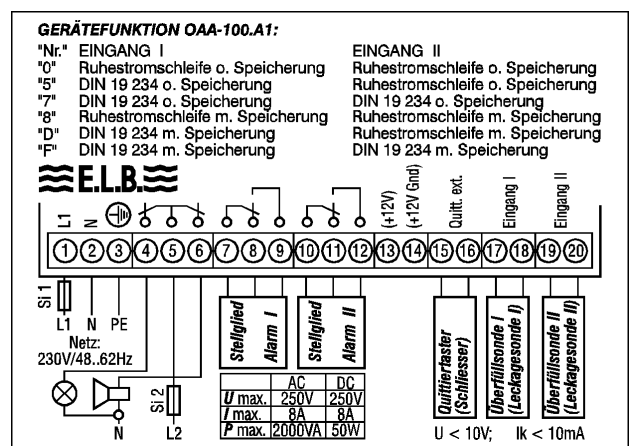 GERÄTEFUNKTION OAA-100.A1:
"Nr." EINGANG I EINGANG II
"0" Ruhestromschleife o. Speicherung Ruhestromschleife o. Speicherung
"5" DIN 19 234 o. Speicherung Ruhestromschleife o. Speicherung
"7" DIN 19 234 o. Speicherung DIN 19 234 o. Speicherung
"8" Ruhestromschleife m. Speicherung Ruhestromschleife m. Speicherung
"D" DIN 19 234 m. Speicherung Ruhestromschleife m. Speicherung
"F" DIN 19 234 m. Speicherung DIN 19 234 m. Speicherung
E.L.B.
L1 N (+12V) (+12V Gnd) Quitt. ext. Eingang I Eingang II
1 2 3 4 5 6 7 8 9 10 11 12 13 14 15 16 17 18 19 20
Si 1
L1 N PE
Netz:
230V/48..62Hz
N
Si 2
L2
Stellglied
Alarm I
Stellglied
Alarm II
AC DC
U max. 250V 250V
I max. 8A 8A
P max. 2000VA 50W
Quittiertaster
(Schliesser)
Überfüllsonde I
(Leckagesonde I)
Überfüllsonde II
(Leckagesonde II)
U < 10V; Ik < 10mA